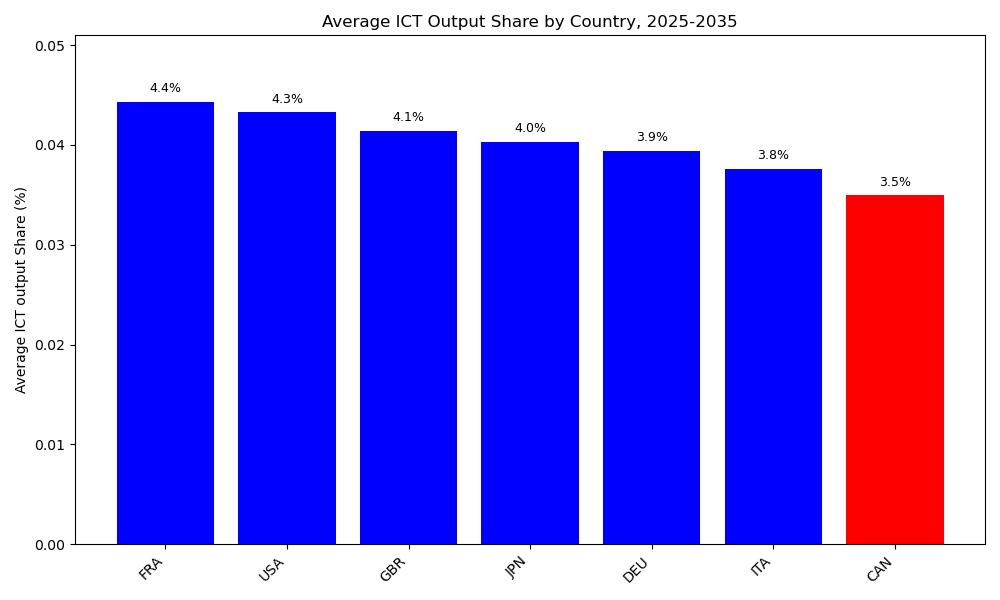 Average ICT Output Share by Country, 2025-2035
Average ICT output Share (%)
0.05
0.04
0.03
0.02
0.01
0.00
4.4%
4.3%
4.1%
4.0%
3.9%
3.8%
3.5%
FRA
USA
GBR
JPN
DEU
ITA
CAN